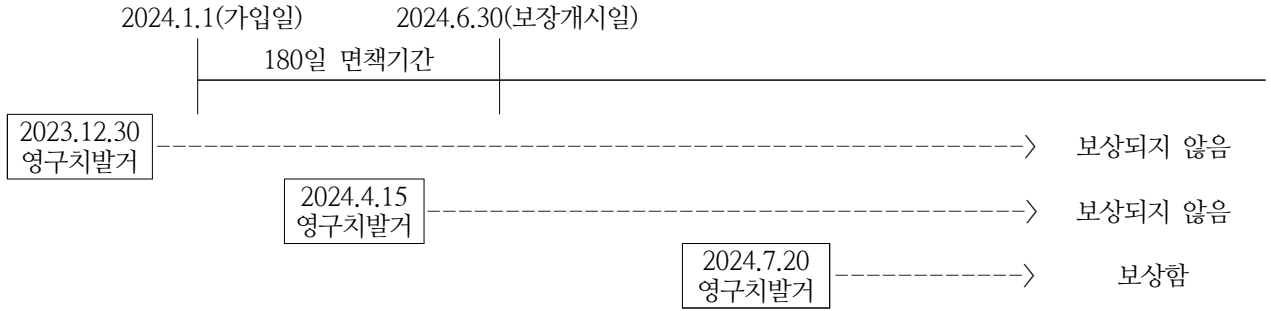 2024.1.1(가입일) 2024.6.30(보장개시일)
180일 면책기간
2023.12.30
영구치발거
보상되지 않음
2024.4.15
영구치발거
보상되지 않음
2024.7.20
영구치발거
보상함